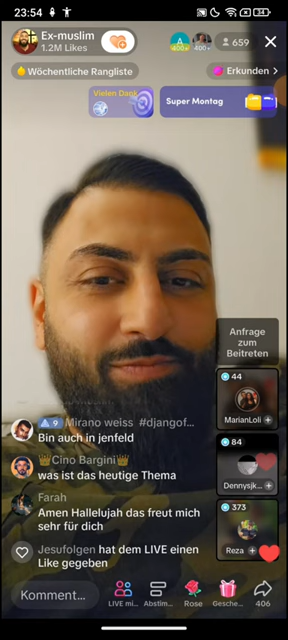 23:54
34
Ex-muslim
1.2M Likes
400+
400+
659
Wöchentliche Rangliste
Erkunden >
Vielen Dank
Super Montag
Anfrage
zum
Beitreten
44
MarianLoli +
84
Dennysjk... +
373
Reza +
9 Mirano weiss #djangof...
Bin auch in jenfeld
Cino Bargini
was ist das heutige Thema
Farah
Amen Hallelujah das freut mich
sehr für dich
Jesufolgen hat dem LIVE einen
Like gegeben
Komment...
LIVE mi...
Abstim...
Rose
Gesche...
406